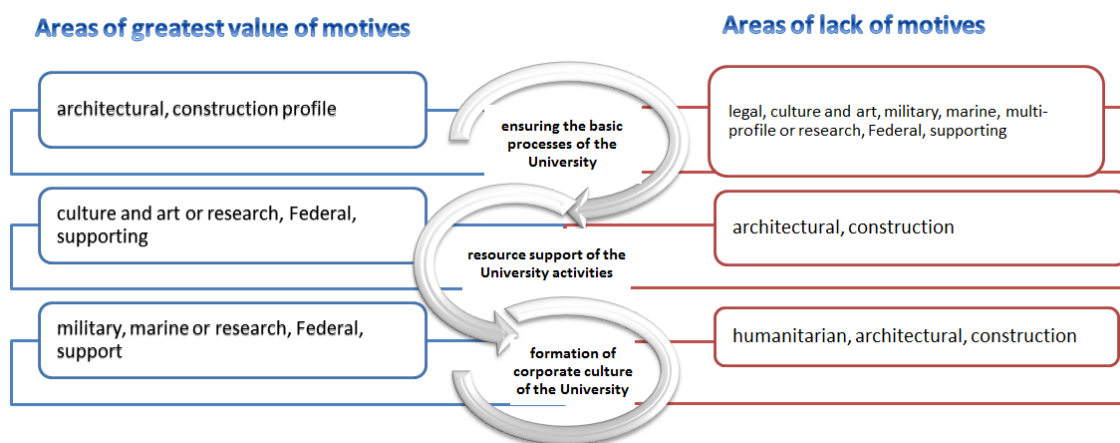 Areas of greatest value of motives
Areas of lack of motives
architectural, construction profile
ensuring the basic
processes of the
University
legal, culture and art, military, marine, multi-
profile or research, Federal, supporting
culture and art or research, Federal,
supporting
resource support of the
University activities
architectural, construction
military, marine or research, Federal,
support
formation of
corporate culture
of the University
humanitarian, architectural, construction